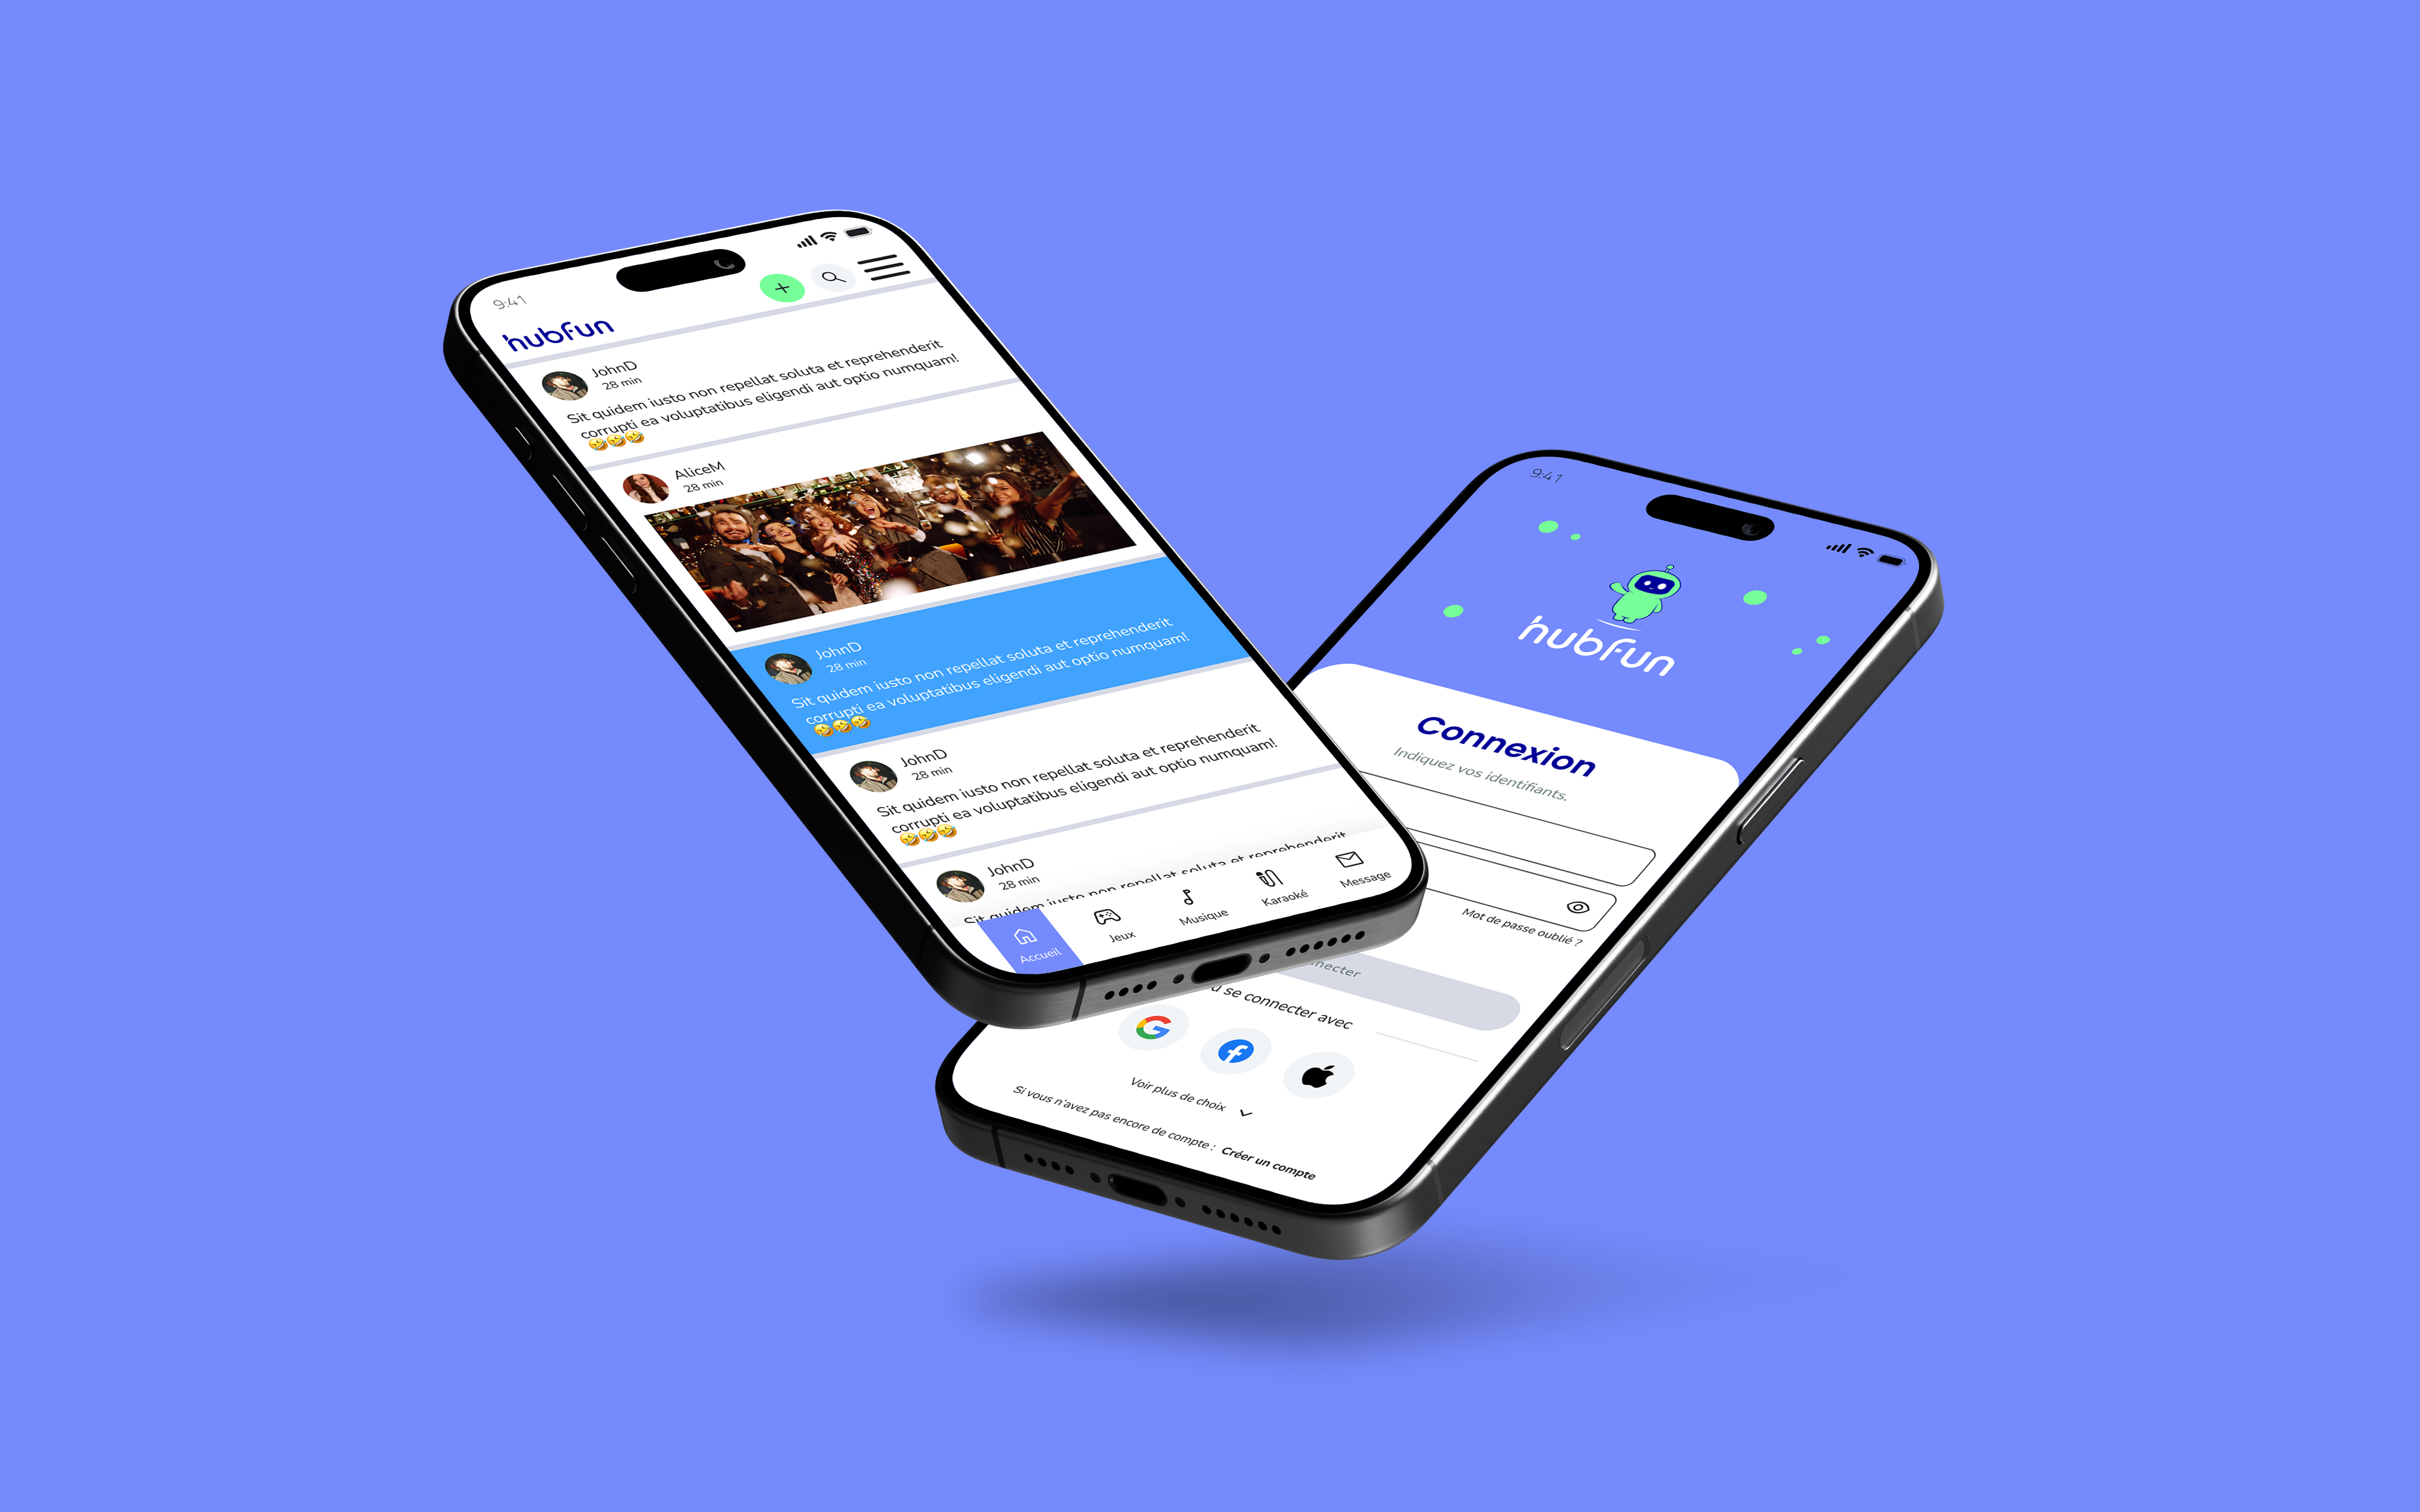 9:41
hubfun
JohnD
28 min
Sit quidem iusto non repellat soluta et reprehenderit
corrupti ea voluptatibus eligendi aut optio numquam!
🤣🤣🤣
AliceM
28 min
JohnD
28 min
Sit quidem iusto non repellat soluta et reprehenderit
corrupti ea voluptatibus eligendi aut optio numquam!
🤣🤣🤣
JohnD
28 min
Sit quidem iusto non repellat soluta et reprehenderit
corrupti ea voluptatibus eligendi aut optio numquam!
🤣🤣🤣
JohnD
28 min
Sit quidem iusto non repellat soluta et reprehenderit
Accueil
Jeux
Musique
Karaoké
Message
9:41
hubfun
Connexion
Indiquez vos identifiants.
Mot de passe oublié ?
se connecter avec
Voir plus de choix
Si vous n'avez pas encore de compte : Créer un compte